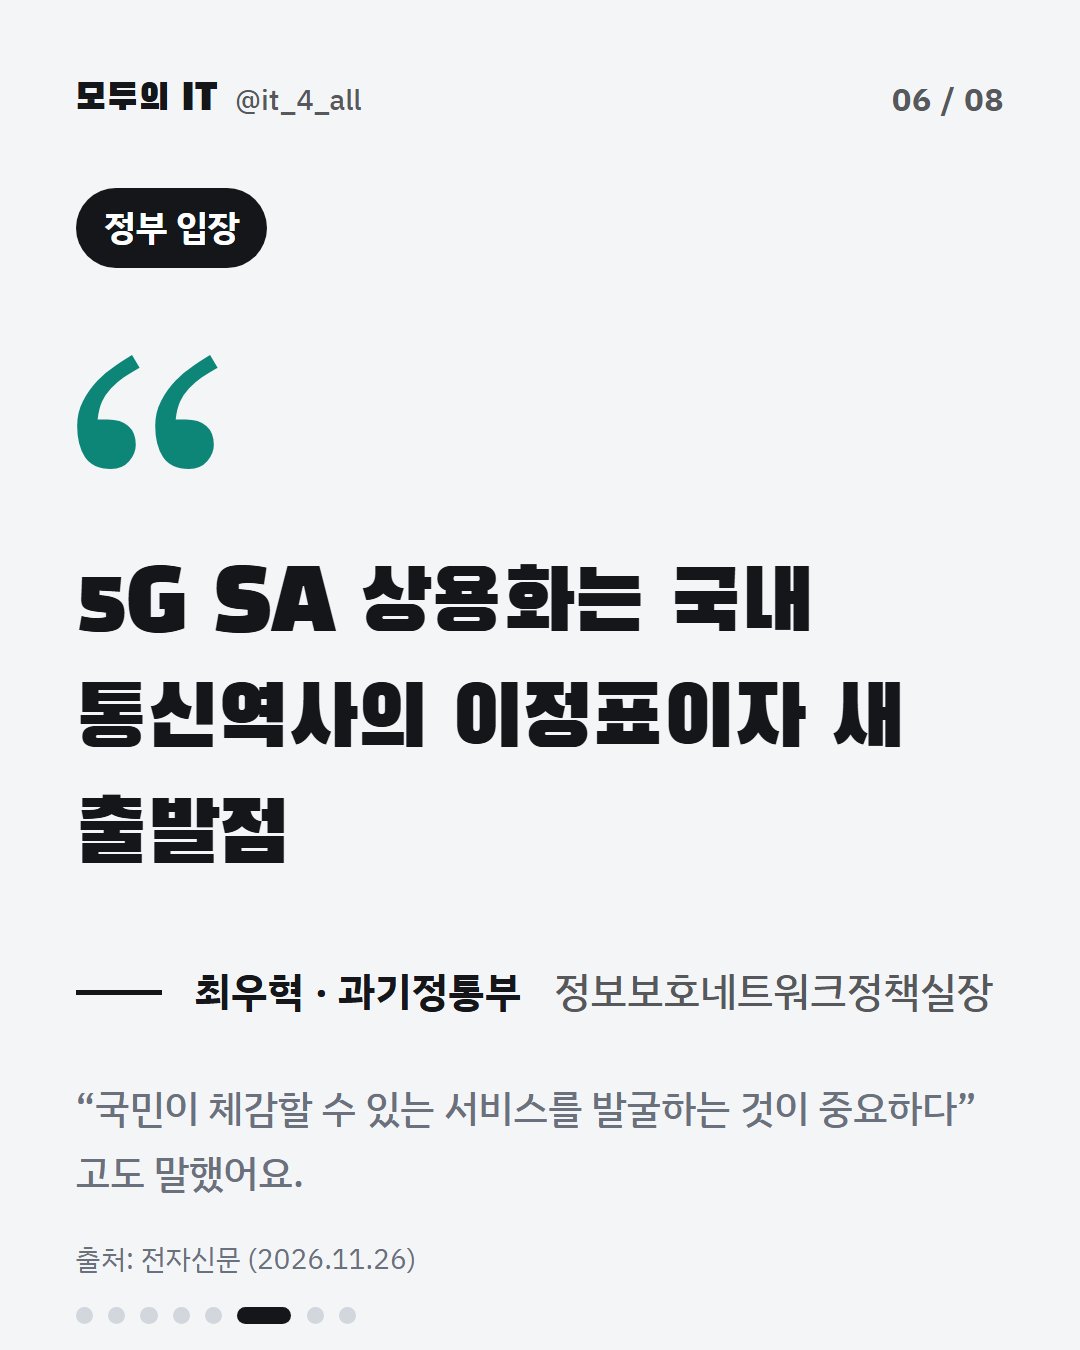 모두의 IT @it_4_all
06 / 08
정부 입장
“
5G SA 상용화는 국내
통신역사의 이정표이자 새
출발점
최우혁 · 과기정통부 정보보호네트워크정책실장
“국민이 체감할 수 있는 서비스를 발굴하는 것이 중요하다”
고도 말했어요.
출처: 전자신문 (2026.11.26)